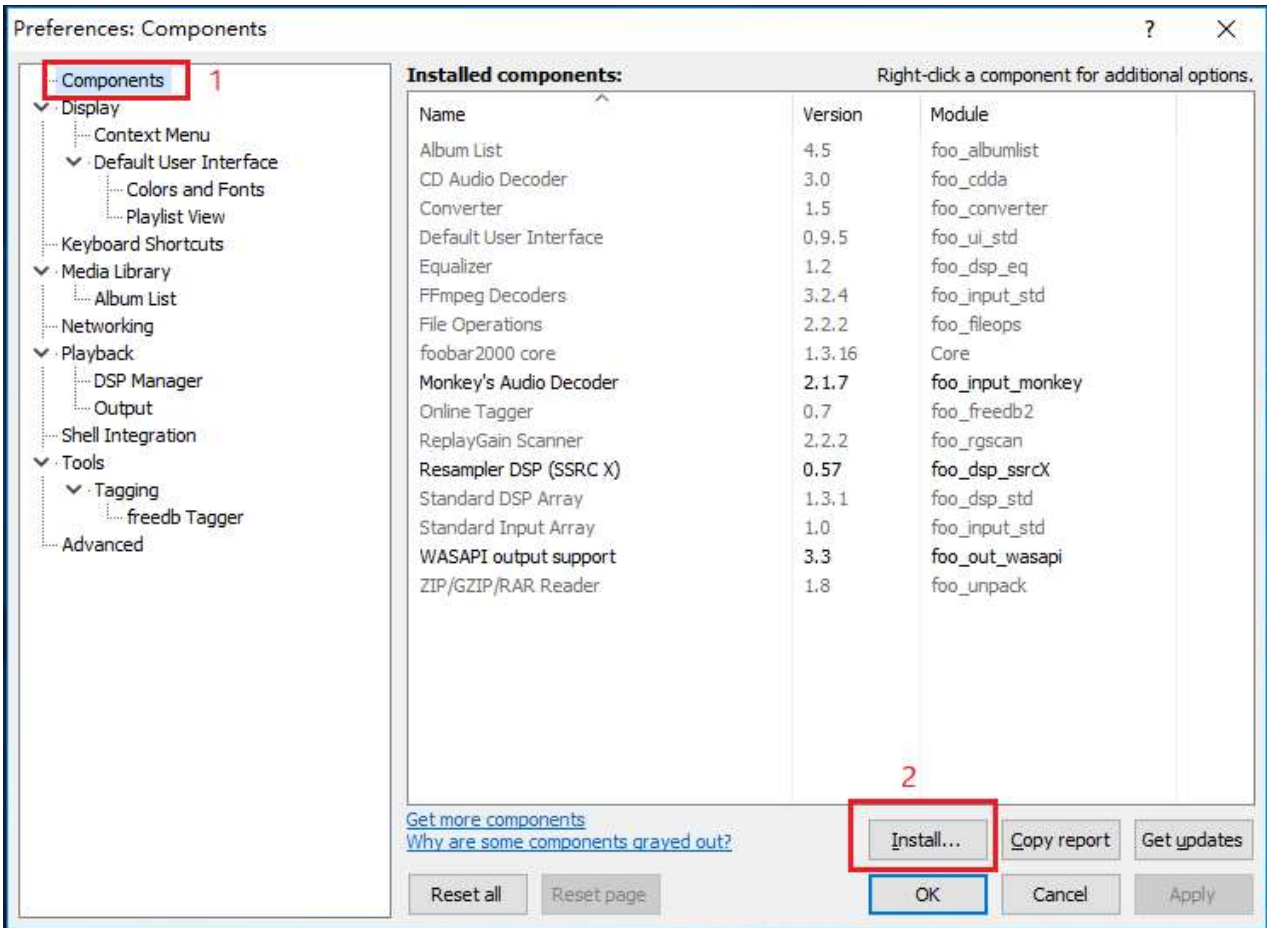 Preferences: Components ? X
Components 1
Display
Context Menu
Default User Interface
Colors and Fonts
Playlist View
Keyboard Shortcuts
Media Library
Album List
Networking
Playback
DSP Manager
Output
Shell Integration
Tools
Tagging
freedb Tagger
Advanced
Installed components: Right-click a component for additional options.
Name Version Module
Album List 4.5 foo_albumlist
CD Audio Decoder 3.0 foo_cdda
Converter 1.5 foo_converter
Default User Interface 0.9.5 foo_ui_std
Equalizer 1.2 foo_dsp_eq
FFmpeg Decoders 3.2.4 foo_input_std
File Operations 2.2.2 foo_fileops
foobar2000 core 1.3.16 Core
Monkey's Audio Decoder 2.1.7 foo_input_monkey
Online Tagger 0.7 foo_freedb2
ReplayGain Scanner 2.2.2 foo_rgscan
Resampler DSP (SSRC X) 0.57 foo_dsp_ssrcX
Standard DSP Array 1.3.1 foo_dsp_std
Standard Input Array 1.0 foo_input_std
WASAPI output support 3.3 foo_out_wasapi
ZIP/GZIP/RAR Reader 1.8 foo_unpack
2
Get more components
Why are some components grayed out?
Install... Copy report Get updates
Reset all Reset page OK Cancel Apply